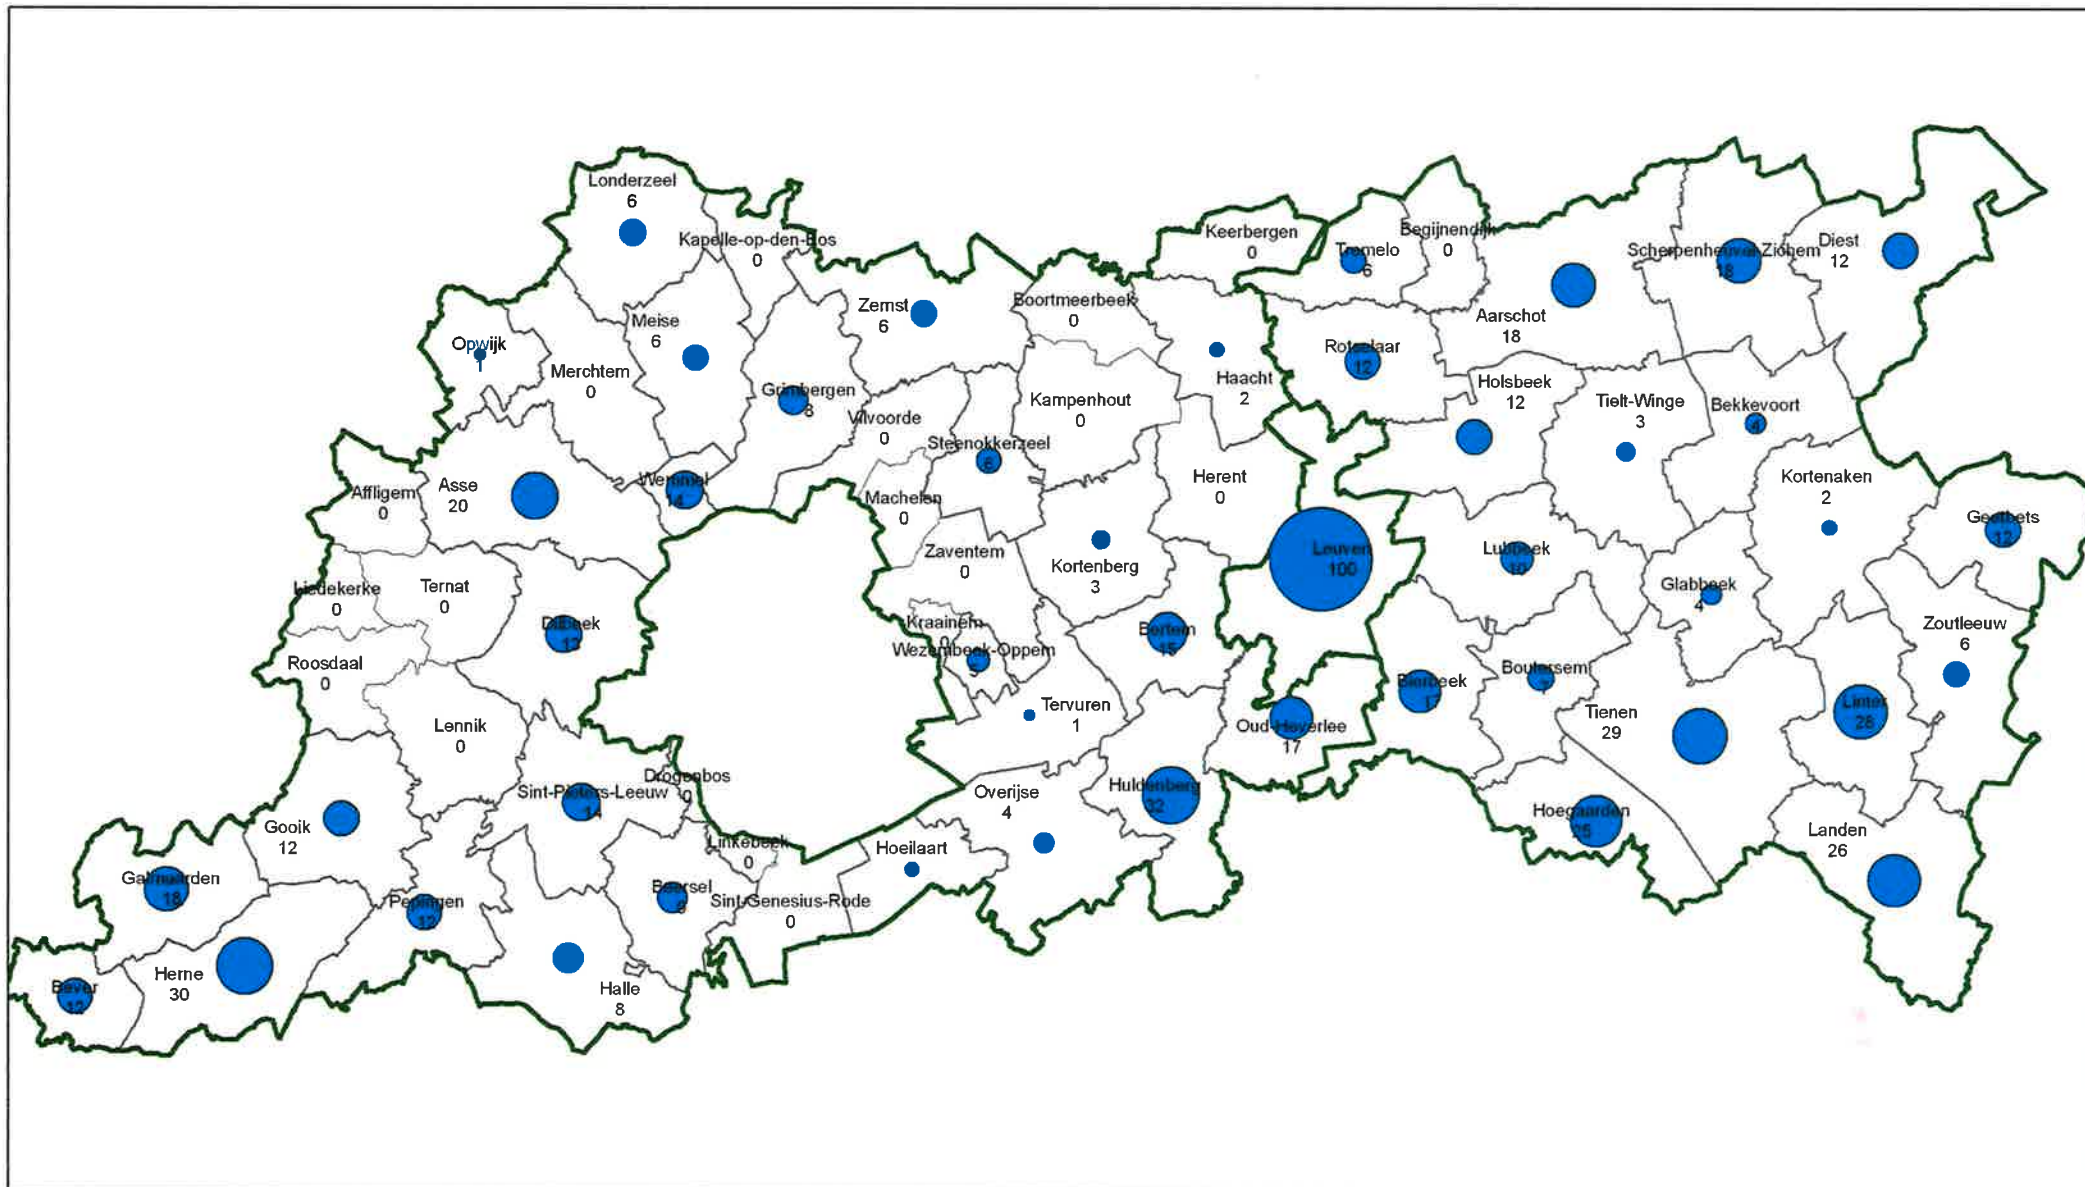 Londerzeel
6
Kapelle-op-den-Bos
0
Keerbergen
0
Tremelo
6
Begijnendijk
0
Scherpenheuvel-Zichem
18
Diest
12
Zemst
6
Boortmeerbeek
0
Aarschot
18
Meise
6
Opwijk
1
Merchtem
0
Rotselaar
12
Haacht
2
Grimbergen
8
Holsbeek
12
Tielt-Winge
3
Bekkevoort
4
Kampenhout
0
Vilvoorde
0
Steenokkerzeel
6
Wemmel
14
Asse
20
Affligem
0
Machelen
0
Herent
0
Kortenaken
2
Geetbets
12
Leuven
100
Lubbeek
10
Zaventem
0
Kortenberg
3
Glabbeek
4
Liedekerke
0
Ternat
0
Dilbeek
13
Kraainem
0
Wezembeek-Oppem
5
Bertem
15
Zoutleeuw
6
Roosdaal
0
Boutersem
7
Bierbeek
17
Linter
28
Tervuren
1
Tienen
29
Oud-Heverlee
17
Lennik
0
Drogenbos
0
Sint-Pieters-Leeuw
14
Overijse
4
Huldenberg
32
Hoegaarden
25
Gooik
12
Landen
26
Linkebeek
0
Hoeilaart
Galmaarden
18
Beersel
9
Pepingen
12
Sint-Genesius-Rode
0
Herne
30
Bever
12
Halle
8